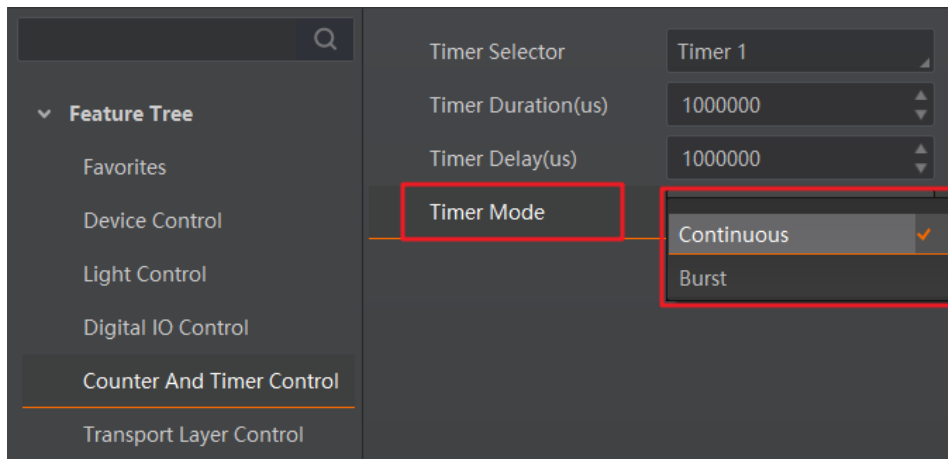 Feature Tree
Favorites
Device Control
Light Control
Digital IO Control
Counter And Timer Control
Transport Layer Control
Timer Selector Timer 1
Timer Duration(us) 1000000
Timer Delay(us) 1000000
Timer Mode
Continuous
Burst